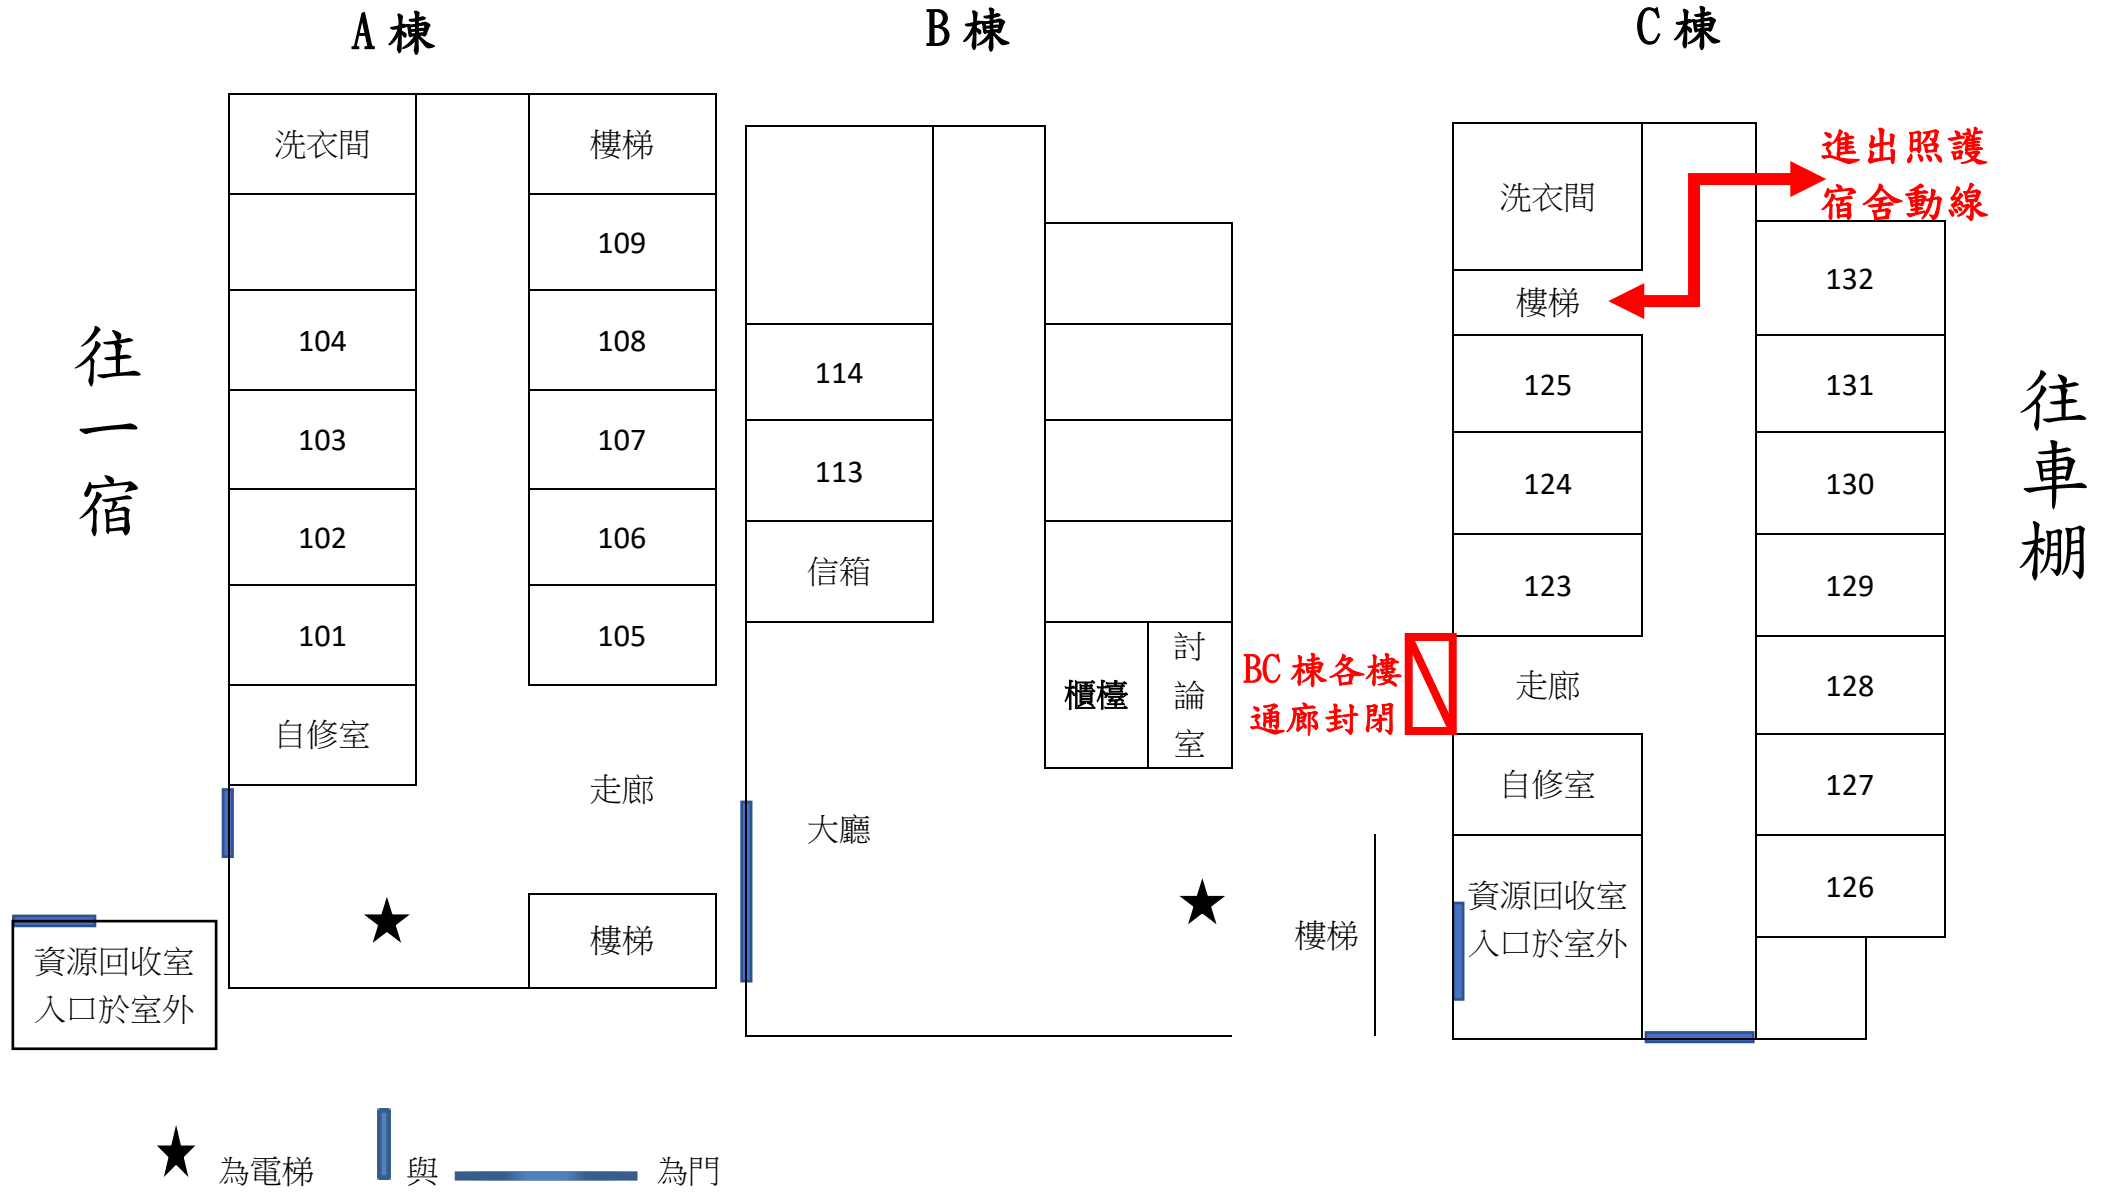 A棟
B棟
C棟
往一宿
洗衣間
104
103
102
101
自修室
樓梯
109
108
107
106
105
走廊
樓梯
資源回收室
入口於室外
114
113
信箱
大廳
櫃檯
討論室
樓梯
BC棟各樓
通廊封閉
進出照護
宿舍動線
洗衣間
樓梯
125
124
123
走廊
自修室
資源回收室
入口於室外
132
131
130
129
128
127
126
往車棚
為電梯
與
為門